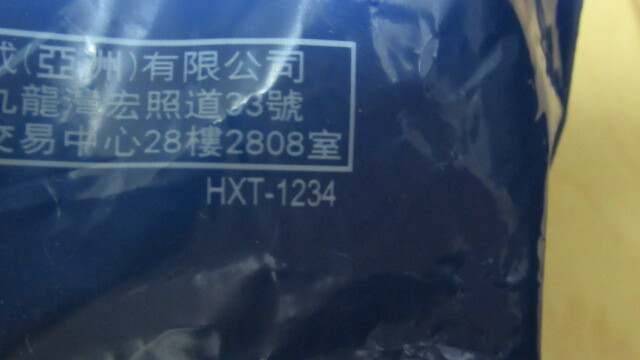 (亞洲)有限公司
九龍灣宏照道33號
交易中心28樓2808室
HXT-1234